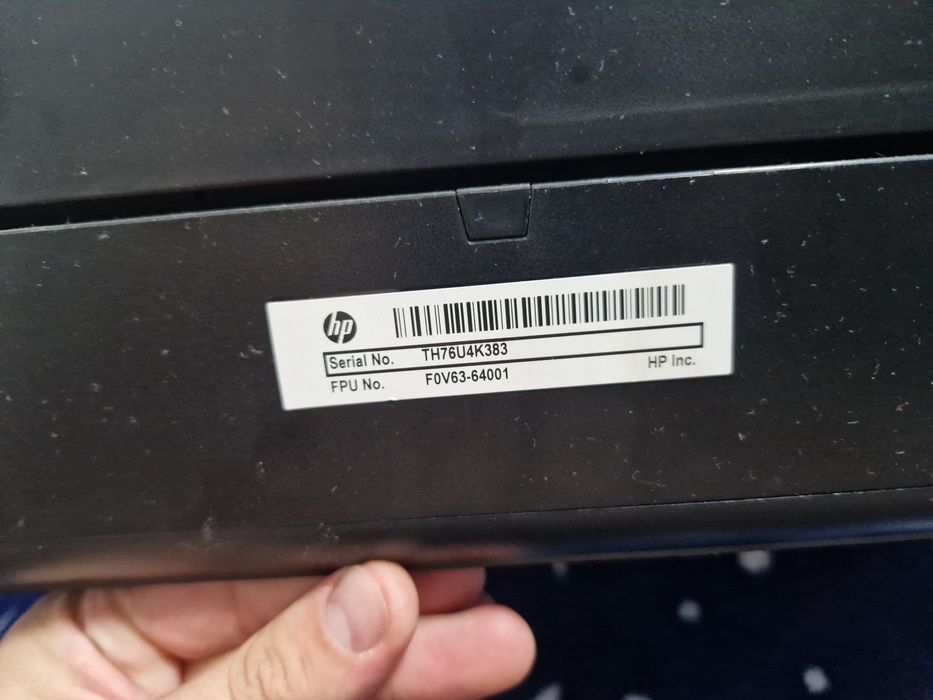 hp
Serial No. TH76U4K383
FPU No. F0V63-64001
HP Inc.